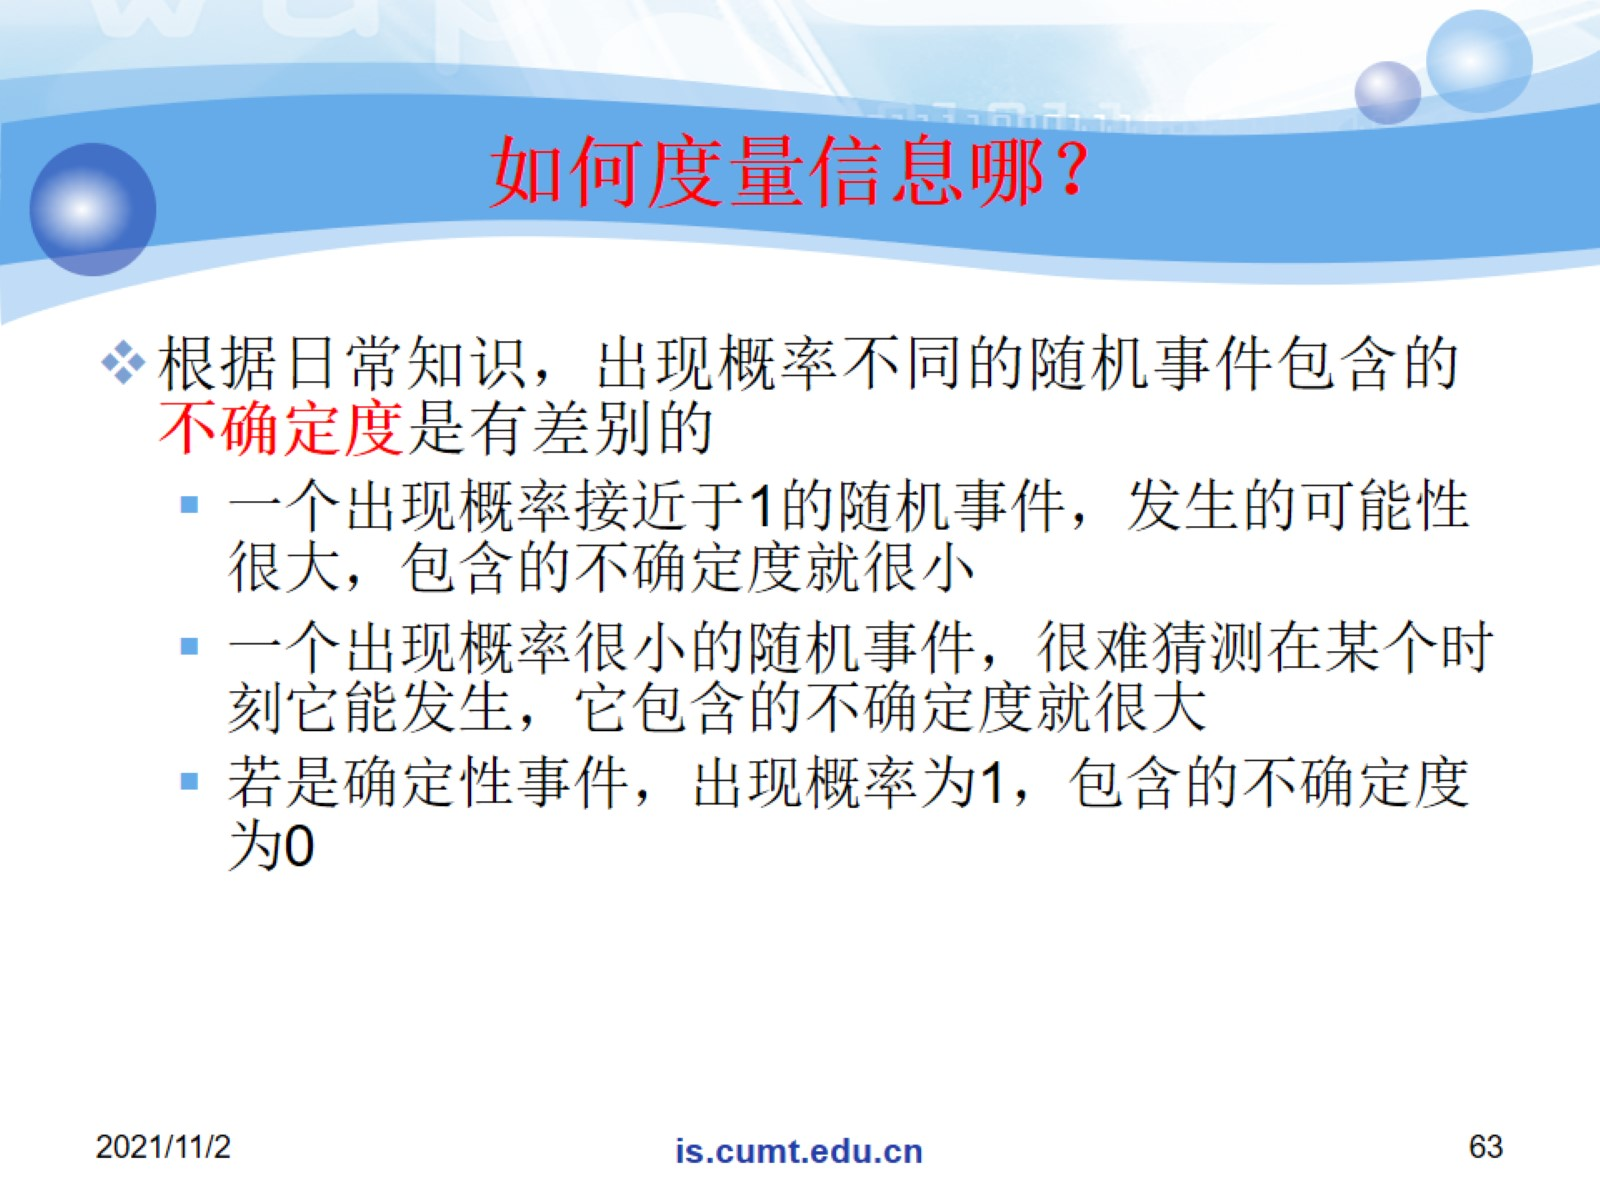 如何度量信息哪？
根据日常知识，出现概率不同的随机事件包含的
不确定度是有差别的
一个出现概率接近于1的随机事件，发生的可能性
很大，包含的不确定度就很小
一个出现概率很小的随机事件，很难猜测在某个时
刻它能发生，它包含的不确定度就很大
若是确定性事件，出现概率为1，包含的不确定度
为0
2021/11/2
is.cumt.edu.cn
63